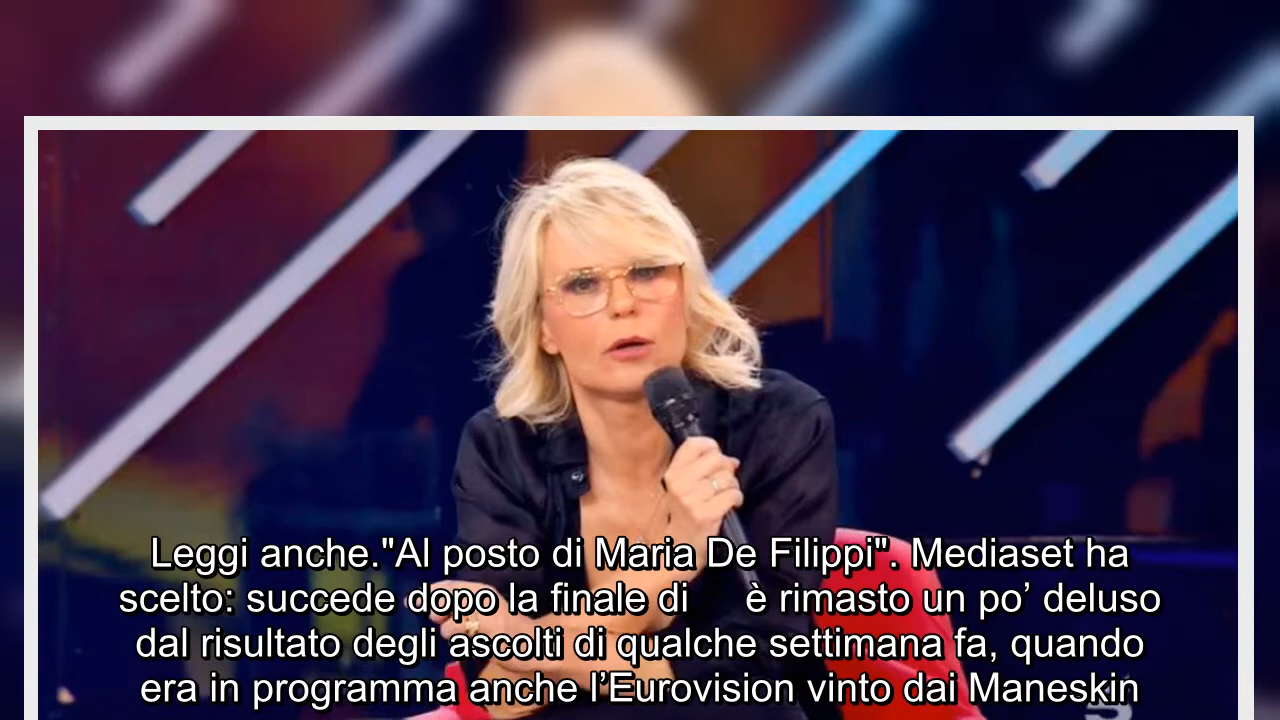 Leggi anche."Al posto di Maria De Filippi". Mediaset ha
scelto: succede dopo la finale di è rimasto un po’ deluso
dal risultato degli ascolti di qualche settimana fa, quando
era in programma anche l’Eurovision vinto dai Maneskin